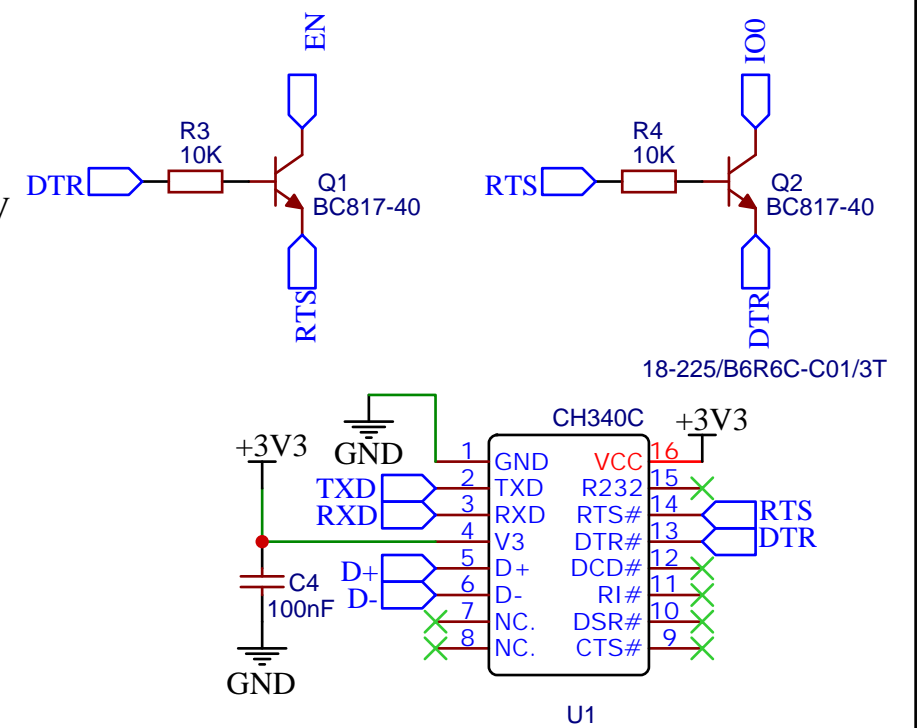 EN
R3
10K
DTR
Q1
BC817-40
RTS
IO0
R4
10K
RTS
Q2
BC817-40
DTR
18-225/B6R6C-C01/3T
CH340C
+3V3
GND
+3V3
1 GND
2 TXD
3 RXD
4 V3
5 D+
6 D-
7 NC.
8 NC.
16 VCC
15 R232
14 RTS#
13 DTR#
12 DCD#
11 RI#
10 DSR#
9 CTS#
TXD
RXD
D+
D-
RTS
DTR
C4
100nF
GND
U1